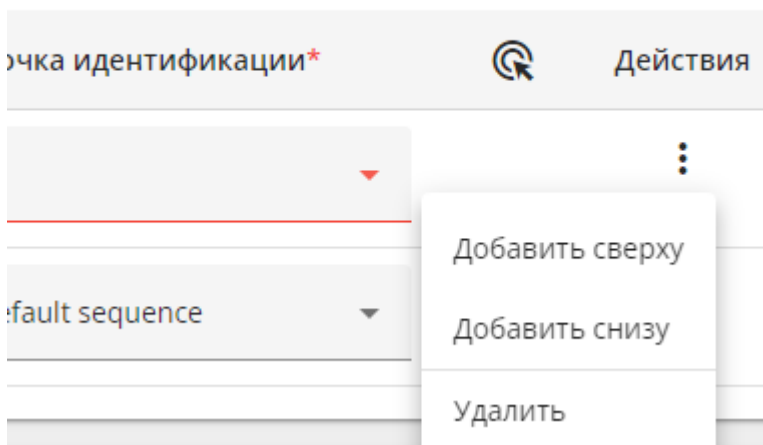 очка идентификации* Действия
Добавить сверху
efault sequence
Добавить снизу
Удалить